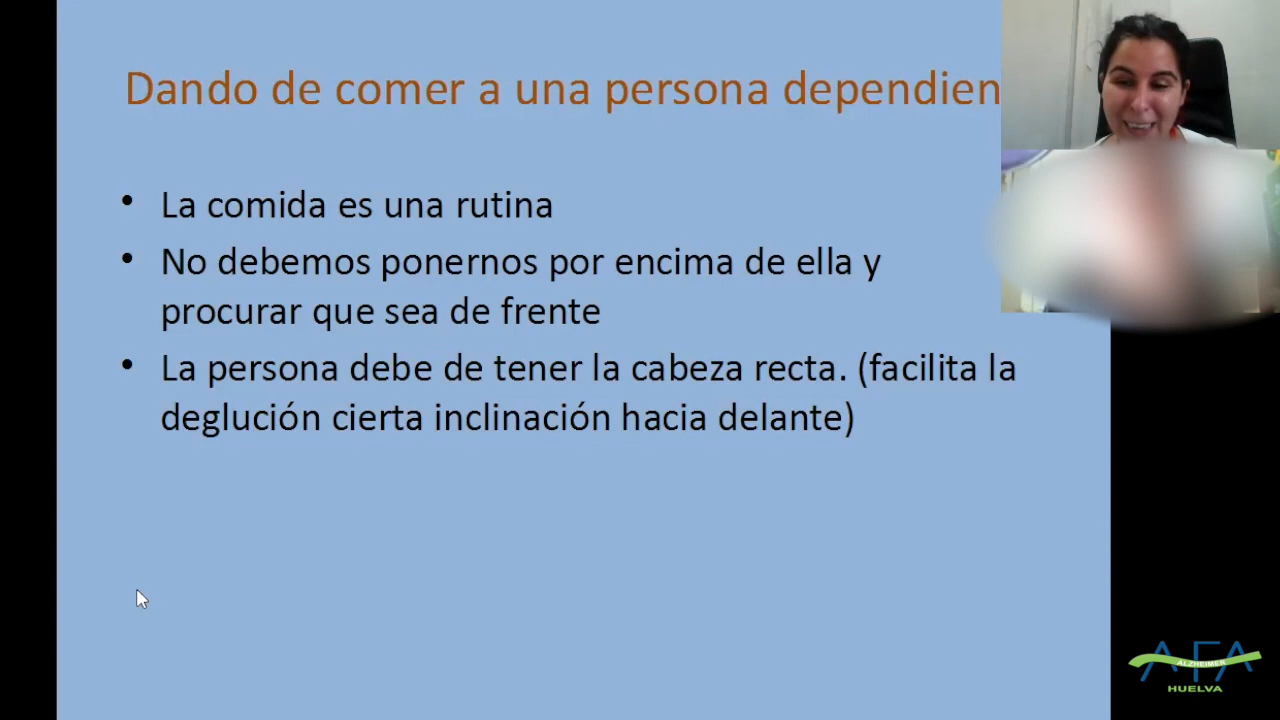 Dando de comer a una persona dependien
• La comida es una rutina
• No debemos ponernos por encima de ella y
procurar que sea de frente
• La persona debe de tener la cabeza recta. (facilita la
deglución cierta inclinación hacia delante)
AFA
ALZHEIMER
HUELVA